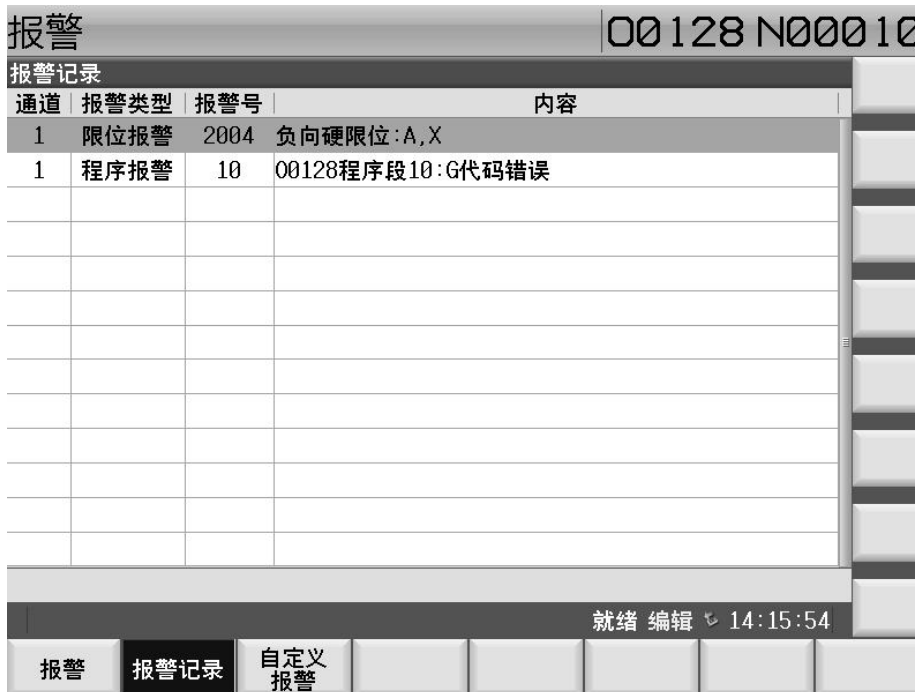 报警 O0128 N00010
报警记录
通道 报警类型 报警号 内容
1 限位报警 2004 负向硬限位:A,X
1 程序报警 10 O0128程序段10:G代码错误
就绪 编辑 14:15:54
报警 报警记录 自定义
报警